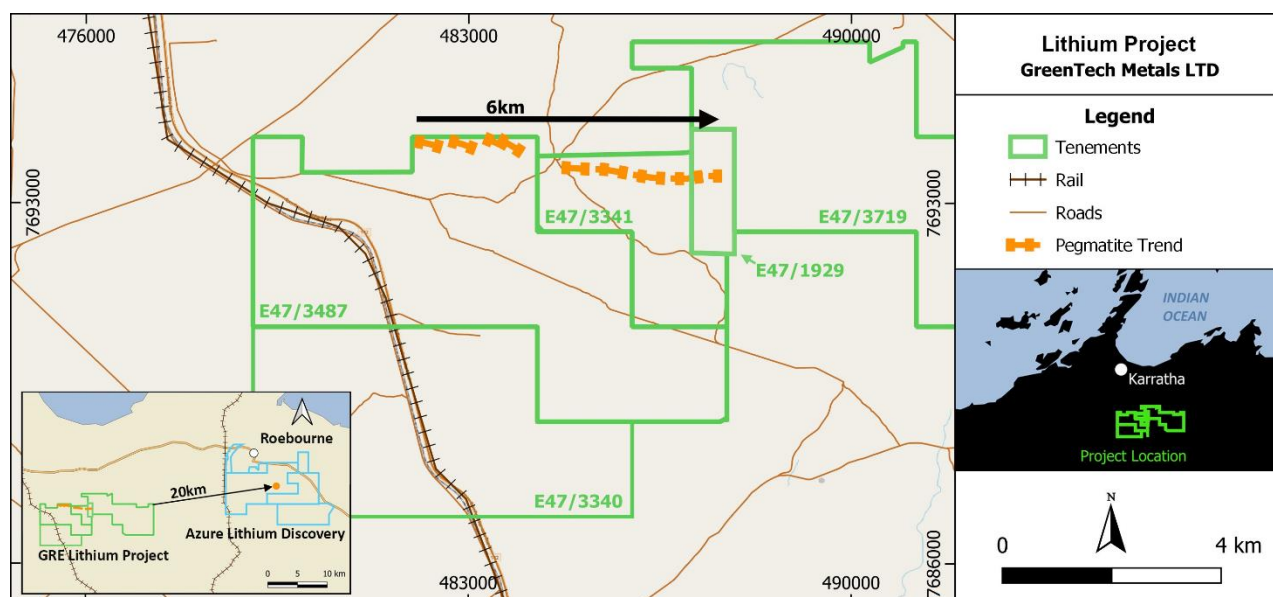 476000
483000
490000
6km
7693000
7693000
E47/3341
E47/3719
E47/1929
E47/3487
E47/3340
7686000
483000
490000
Roebourne
20km
Azure Lithium Discovery
GRE Lithium Project
0 5 10 km
Lithium Project
GreenTech Metals LTD
Legend
Tenements
Rail
Roads
Pegmatite Trend
INDIAN
OCEAN
Karratha
Project Location
N
0 4 km